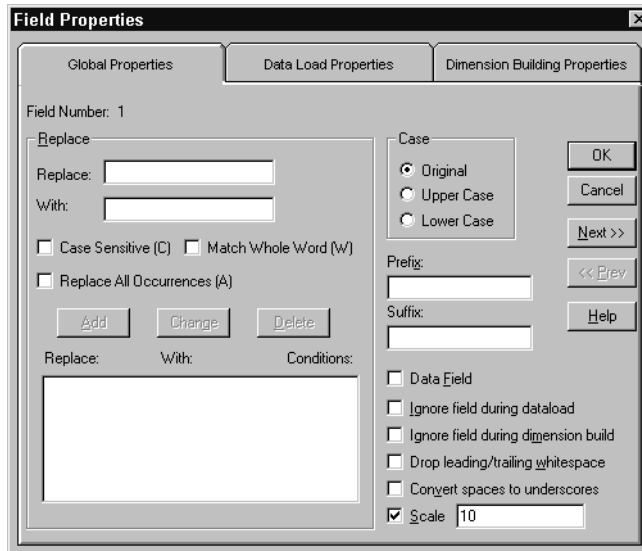 Field Properties
Global Properties
Data Load Properties
Dimension Building Properties
Field Number: 1
Replace
Replace:
With:
Case Sensitive (C)
Match Whole Word (W)
Replace All Occurrences (A)
Add
Change
Delete
Replace:
With:
Conditions:
Case
Original
Upper Case
Lower Case
Prefix:
Suffix:
Data Field
Ignore field during dataload
Ignore field during dimension build
Drop leading/trailing whitespace
Convert spaces to underscores
Scale
10
OK
Cancel
Next >>
<< Prev
Help